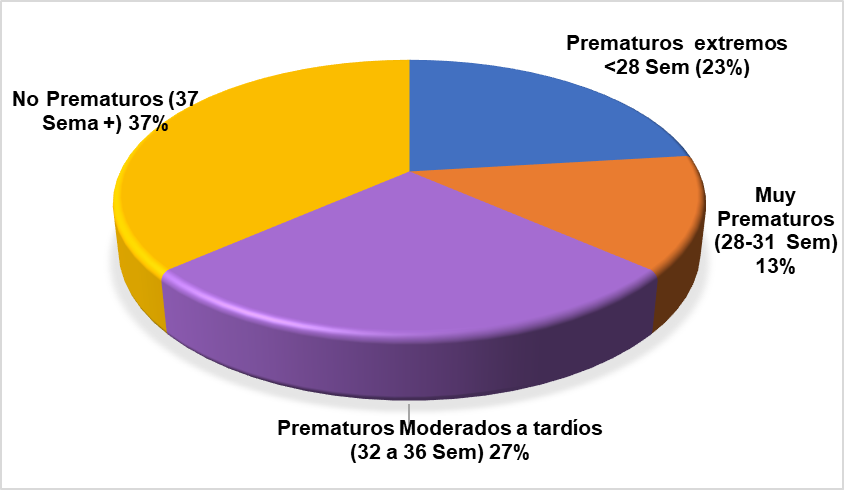 Prematuros extremos
<28 Sem (23%)
No Prematuros (37
Sema +) 37%
Muy
Prematuros
(28-31 Sem)
13%
Prematuros Moderados a tardíos
(32 a 36 Sem) 27%